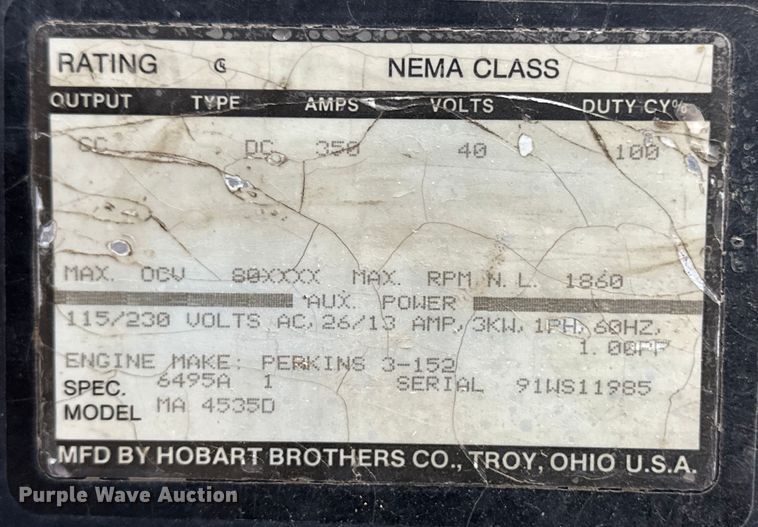 RATING NEMA CLASS
OUTPUT TYPE AMPS VOLTS DUTY CY%
CC DC 350 40 100
MAX. OCV 80XXXX MAX. RPM N.L. 1860
AUX. POWER
115/230 VOLTS AC, 26/13 AMP, 3KW, 1PH, 60HZ,
1.00PF
ENGINE MAKE: PERKINS 3-152
SPEC. 6495A 1 SERIAL 91WS11985
MODEL MA 4535D
MFD BY HOBART BROTHERS CO., TROY, OHIO U.S.A.
Purple Wave Auction